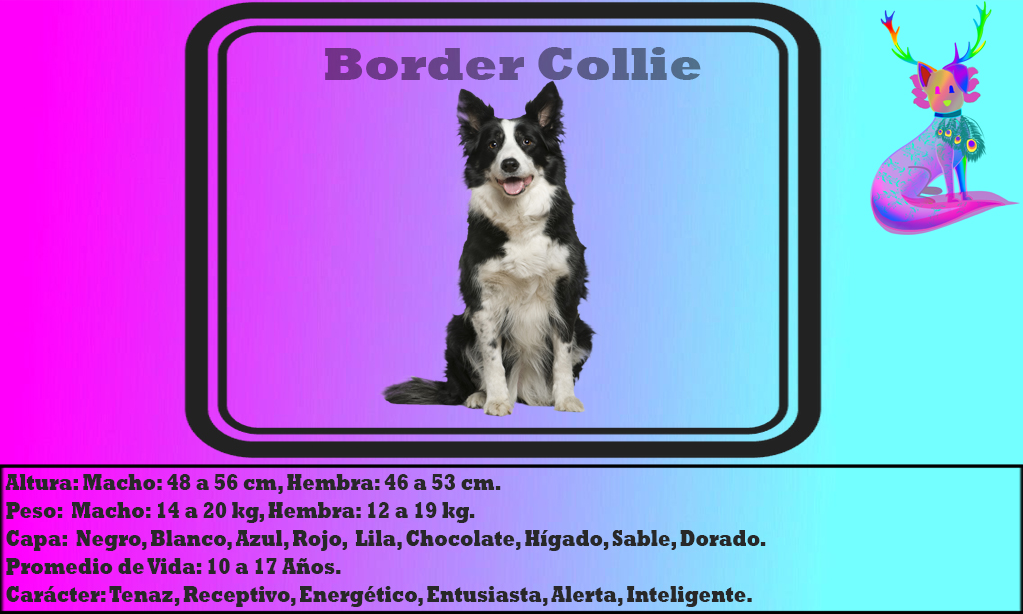 Border Collie
Altura: Macho: 48 a 56 cm, Hembra: 46 a 53 cm.
Peso: Macho: 14 a 20 kg, Hembra: 12 a 19 kg.
Capa: Negro, Blanco, Azul, Rojo, Lila, Chocolate, Hígado, Sable, Dorado.
Promedio de Vida: 10 a 17 Años.
Carácter: Tenaz, Receptivo, Energético, Entusiasta, Alerta, Inteligente.